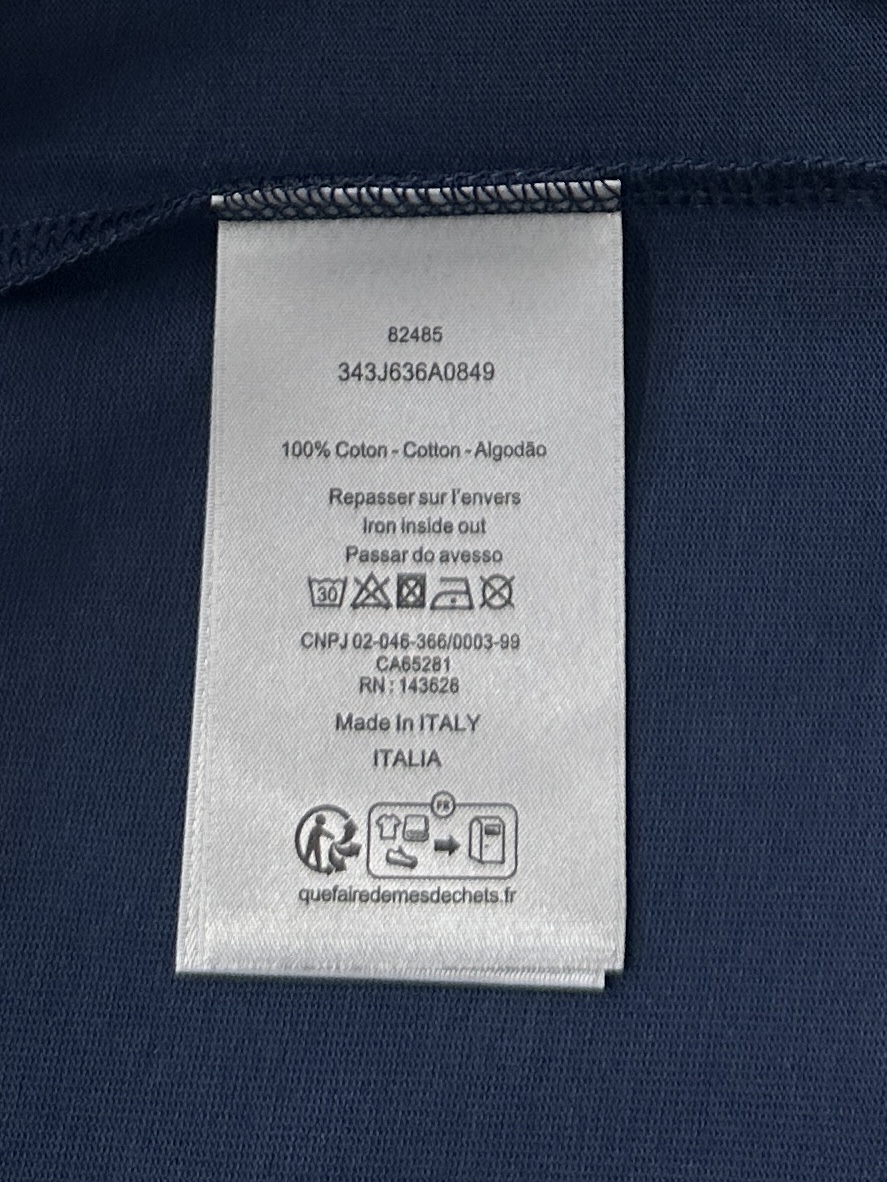 82485
343J636A0849
100% Coton - Cotton - Algodão
Repasser sur l'envers
Iron inside out
Passar do avesso
30
CNPJ 02-046-366/0003-99
CA65281
RN : 143628
Made in ITALY
ITALIA
FR
quefairedemesdechets.fr